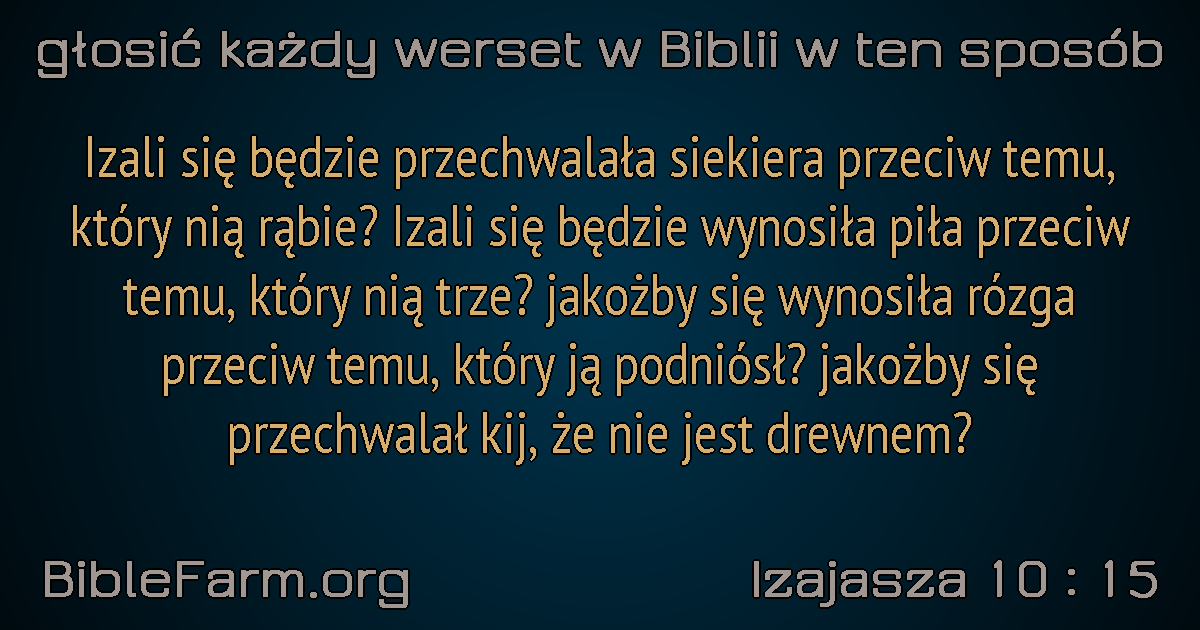 głosić każdy werset w Biblii w ten sposób
Izali się będzie przechwalała siekiera przeciw temu,
który nią rąbie? Izali się będzie wynosiła piła przeciw
temu, który nią trze? jakożby się wynosiła rózga
przeciw temu, który ją podniósł? jakożby się
przechwalał kij, że nie jest drewnem?
BibleFarm.org
Izajasza 10 : 15